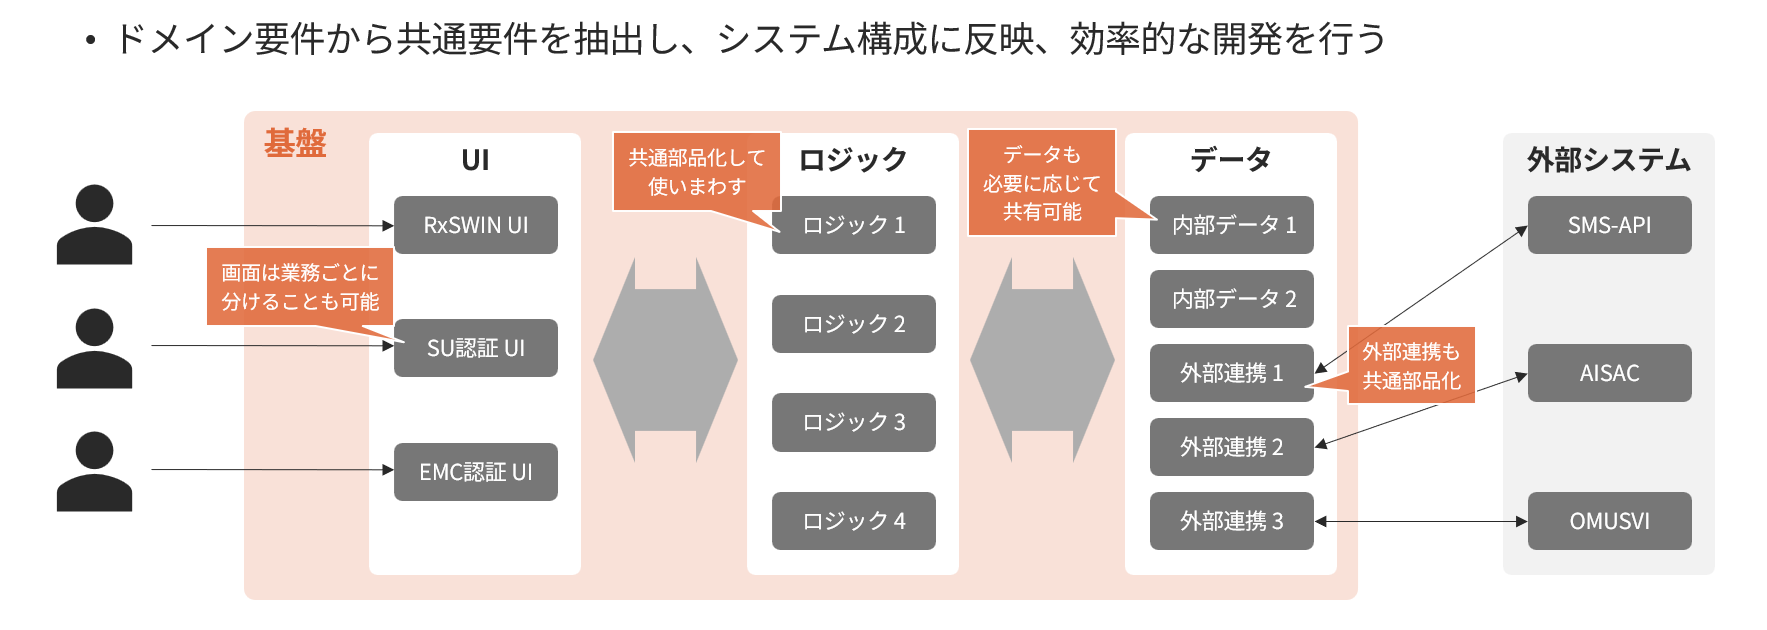 • ドメイン要件から共通要件を抽出し、システム構成に反映、効率的な開発を行う
基盤
UI
RxSWIN UI
画面は業務ごとに
分けることも可能
SU認証 UI
EMC認証 UI
共通部品化して
使いまわす
ロジック
ロジック 1
ロジック 2
ロジック 3
ロジック 4
データも
必要に応じて
共有可能
データ
内部データ 1
内部データ 2
外部連携 1
外部連携 2
外部連携 3
外部連携も
共通部品化
外部システム
SMS-API
AISAC
OMUSVI